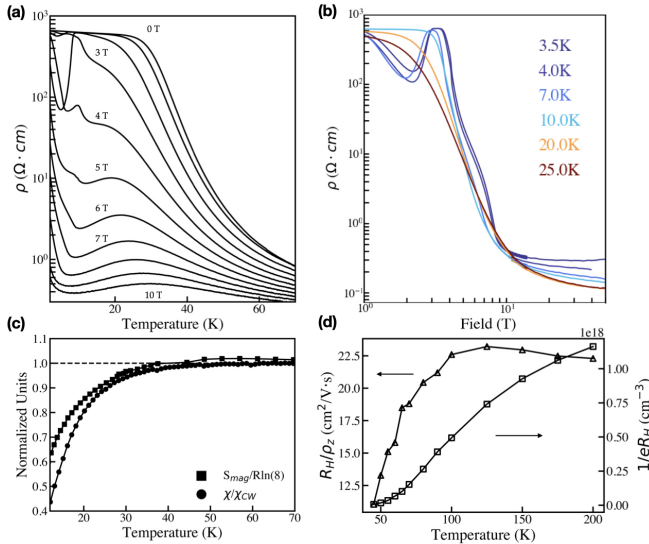 (a)
10³
10²
10¹
10⁰
ρ (Ω · cm)
0 T
3 T
4 T
5 T
6 T
7 T
10 T
20
40
60
Temperature (K)
(b)
10³
10²
10¹
10⁰
10⁻¹
ρ (Ω · cm)
3.5K
4.0K
7.0K
10.0K
20.0K
25.0K
10⁰
10¹
Field (T)
(c)
1.1
1.0
0.9
0.8
0.7
0.6
0.5
0.4
Normalized Units
S_mag/Rln(8)
χ/χ_CW
20
30
40
50
60
70
Temperature (K)
(d)
1e18
22.5
20.0
17.5
15.0
12.5
R_H/ρ_z (cm²/V·s)
1.00
0.75
0.50
0.25
0.00
1/eR_H (cm⁻³)
50
75
100
125
150
175
200
Temperature (K)